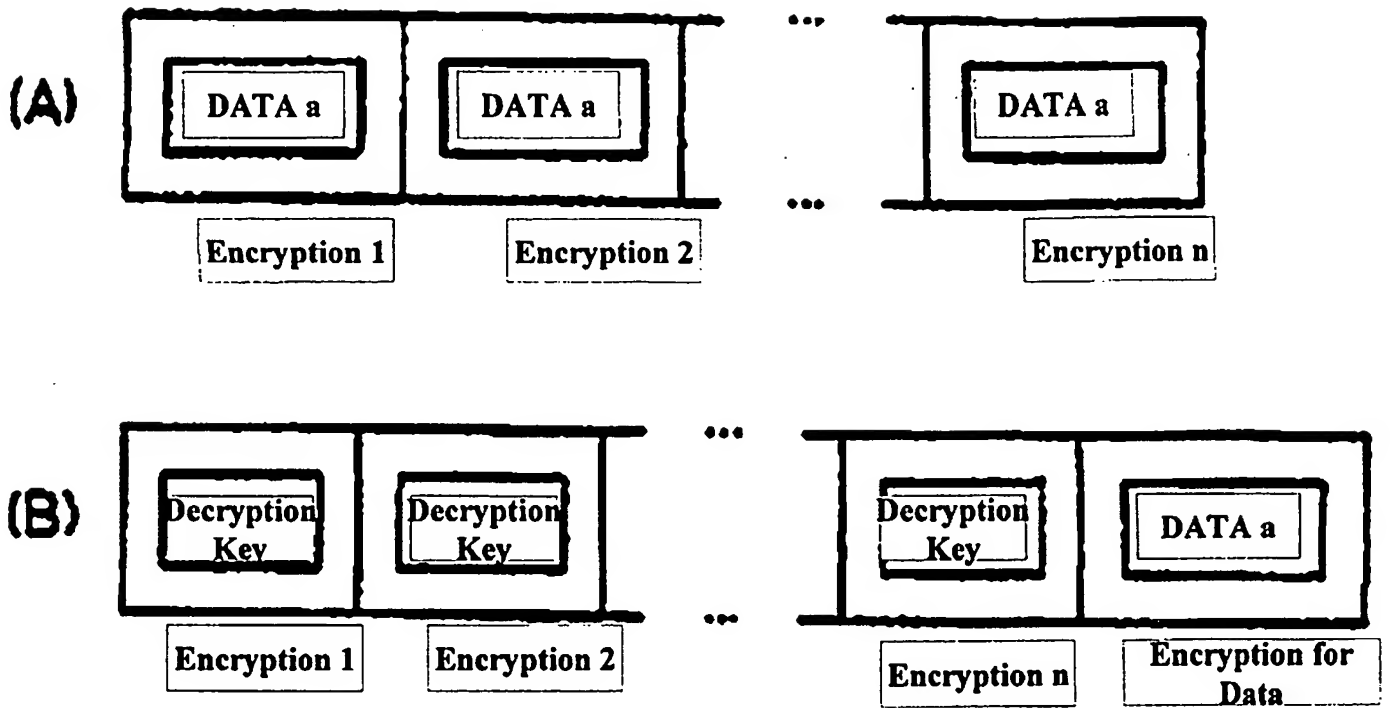 (A)
DATA a
DATA a
...
DATA a
...
Encryption 1
Encryption 2
Encryption n
(B)
...
Decryption
Key
Decryption
Key
Decryption
Key
DATA a
...
Encryption 1
Encryption 2
Encryption n
Encryption for
Data